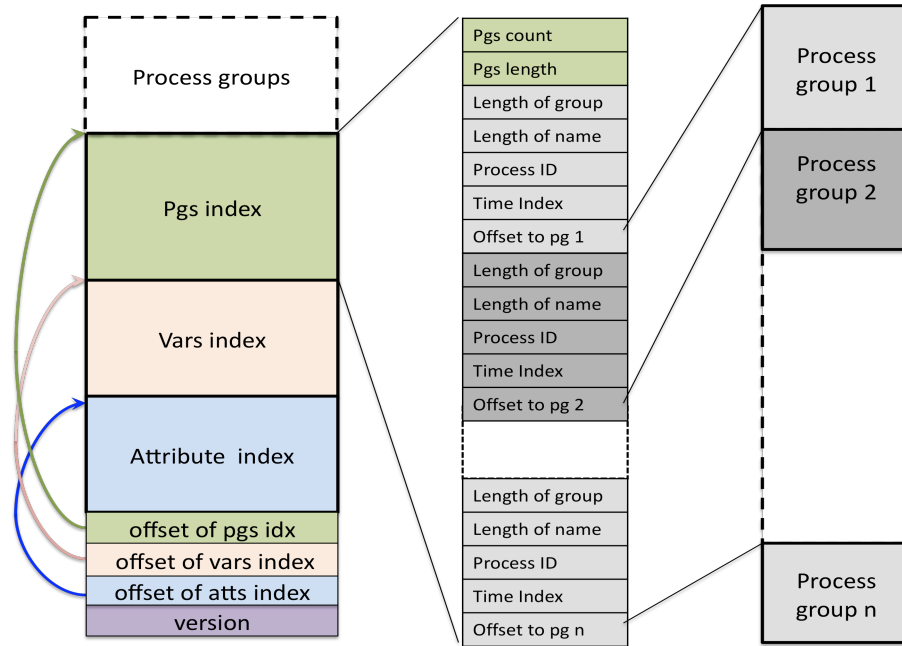 Process groups
Pgs index
Vars index
Attribute index
offset of pgs idx
offset of vars index
offset of atts index
version
Pgs count
Pgs length
Length of group
Length of name
Process ID
Time Index
Offset to pg 1
Length of group
Length of name
Process ID
Time Index
Offset to pg 2
Length of group
Length of name
Process ID
Time Index
Offset to pg n
Process
group 1
Process
group 2
Process
group n